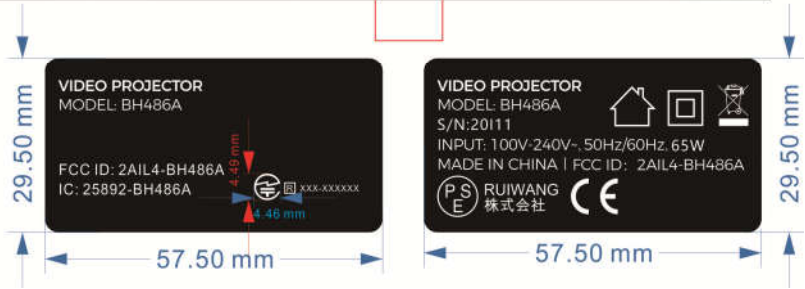 29.50 mm
VIDEO PROJECTOR
MODEL: BH486A
FCC ID: 2AIL4-BH486A
IC: 25892-BH486A
4.49 mm
R xxx-xxxxxx
4.46 mm
57.50 mm
VIDEO PROJECTOR
MODEL: BH486A
S/N:20I11
INPUT: 100V-240V~, 50Hz/60Hz, 65W
MADE IN CHINA | FCC ID: 2AIL4-BH486A
PSE
RUIWANG
株式会社
CE
57.50 mm
29.50 mm